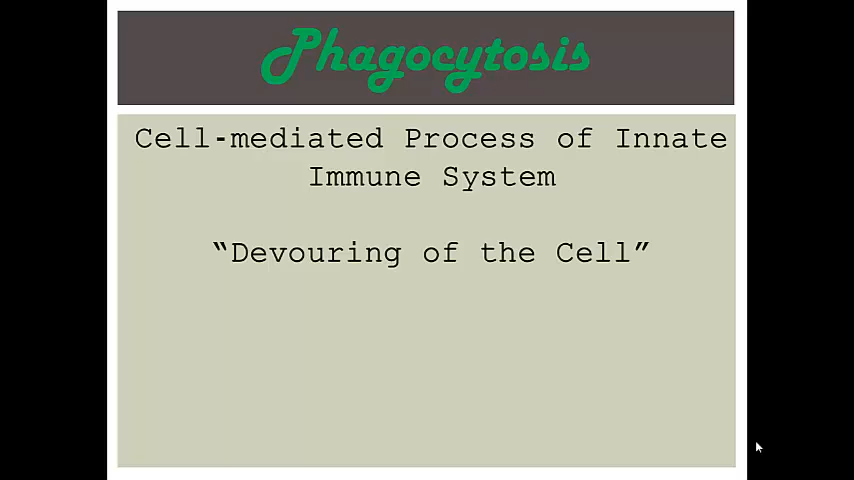 Phagocytosis
Cell-mediated Process of Innate
Immune System
“Devouring of the Cell”